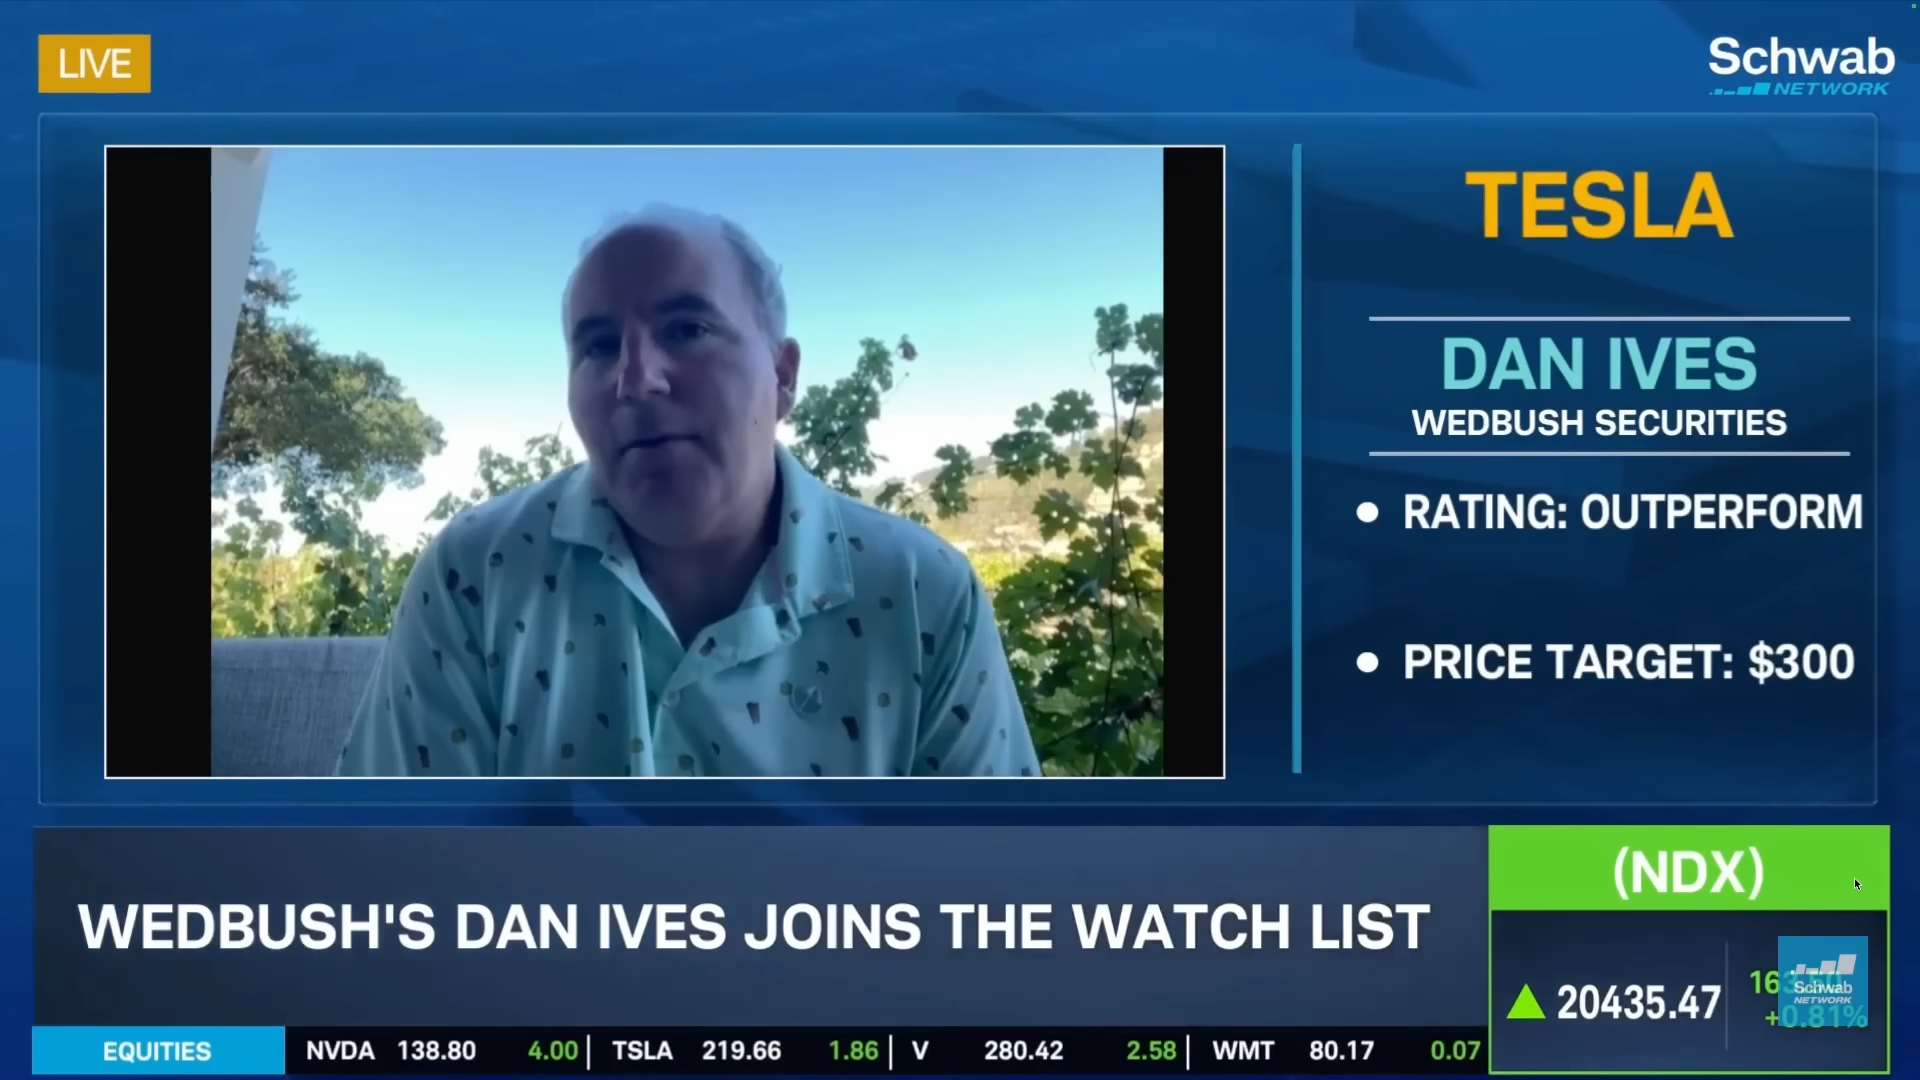 LIVE
Schwab
NETWORK
TESLA
DAN IVES
WEDBUSH SECURITIES
• RATING: OUTPERFORM
• PRICE TARGET: $300
WEDBUSH'S DAN IVES JOINS THE WATCH LIST
(NDX)
▲ 20435.47
+0.81%
Schwab
NETWORK
EQUITIES NVDA 138.80 4.00 | TSLA 219.66 1.86 | V 280.42 2.58 | WMT 80.17 0.07